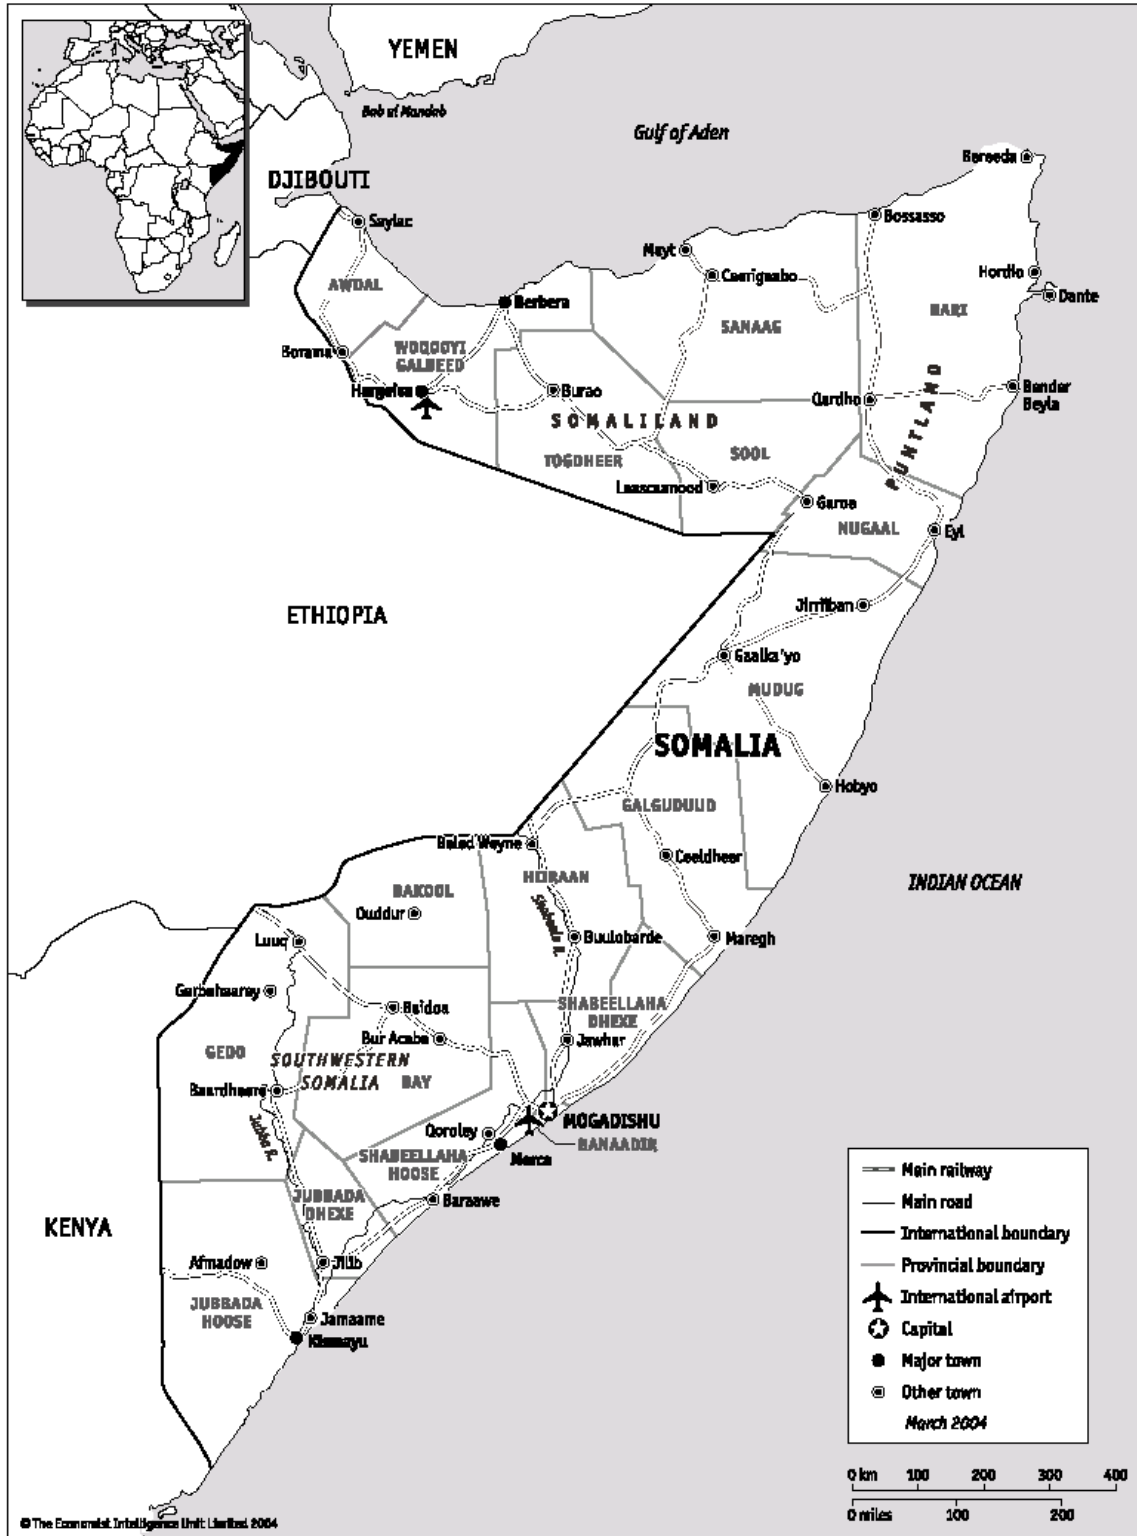 YEMEN
Bab el Mandab
Gulf of Aden
Bereeda
DJIBOUTI
Saylac
Bossasso
Mayt
Ceerigaabo
Hordio
Dante
AWDAL
Berbera
BARI
SANAAG
Borama
WOQOOYI
GALBEED
Hargeisa
Burao
Qardho
Bender
Beyla
SOMALILAND
PUNTLAND
TOGDHEER
SOOL
Laascaanood
Garoe
NUGAAL
Eyl
ETHIOPIA
Jirriiban
Gaalka'yo
MUDUG
SOMALIA
Hobyo
GALGUDUUD
Beled Weyne
Ceeldheer
HIIRAAN
INDIAN OCEAN
BAKOOL
Ouddur
Shabeelle R.
Luuq
Buulobarde
Maregh
Garbahaarey
Baidoa
SHABEELLAHA
DHEXE
Bur Acaba
Jawhar
GEDO
SOUTHWESTERN
SOMALIA
BAY
Baardheere
MOGADISHU
Jubba R.
Qoroley
BANAADIR
Merca
SHABEELLAHA
HOOSE
JUBBADA
DHEXE
Baraawe
KENYA
Afmadow
Jilib
JUBBADA
HOOSE
Jamaame
Kismayu
Main railway
Main road
International boundary
Provincial boundary
International airport
Capital
Major town
Other town
March 2004
0 km 100 200 300 400
0 miles 100 200
© The Economist Intelligence Unit Limited 2004